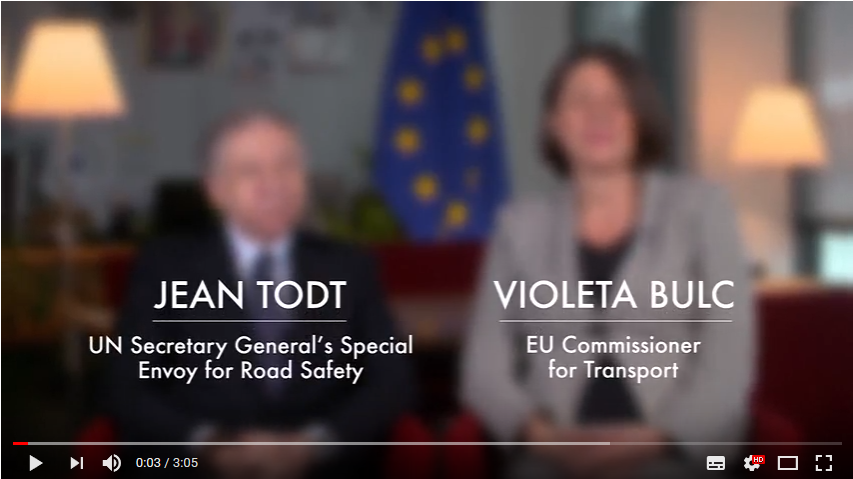 JEAN TODT
UN Secretary General's Special
Envoy for Road Safety
VIOLETA BULC
EU Commissioner
for Transport
0:03 / 3:05
HD